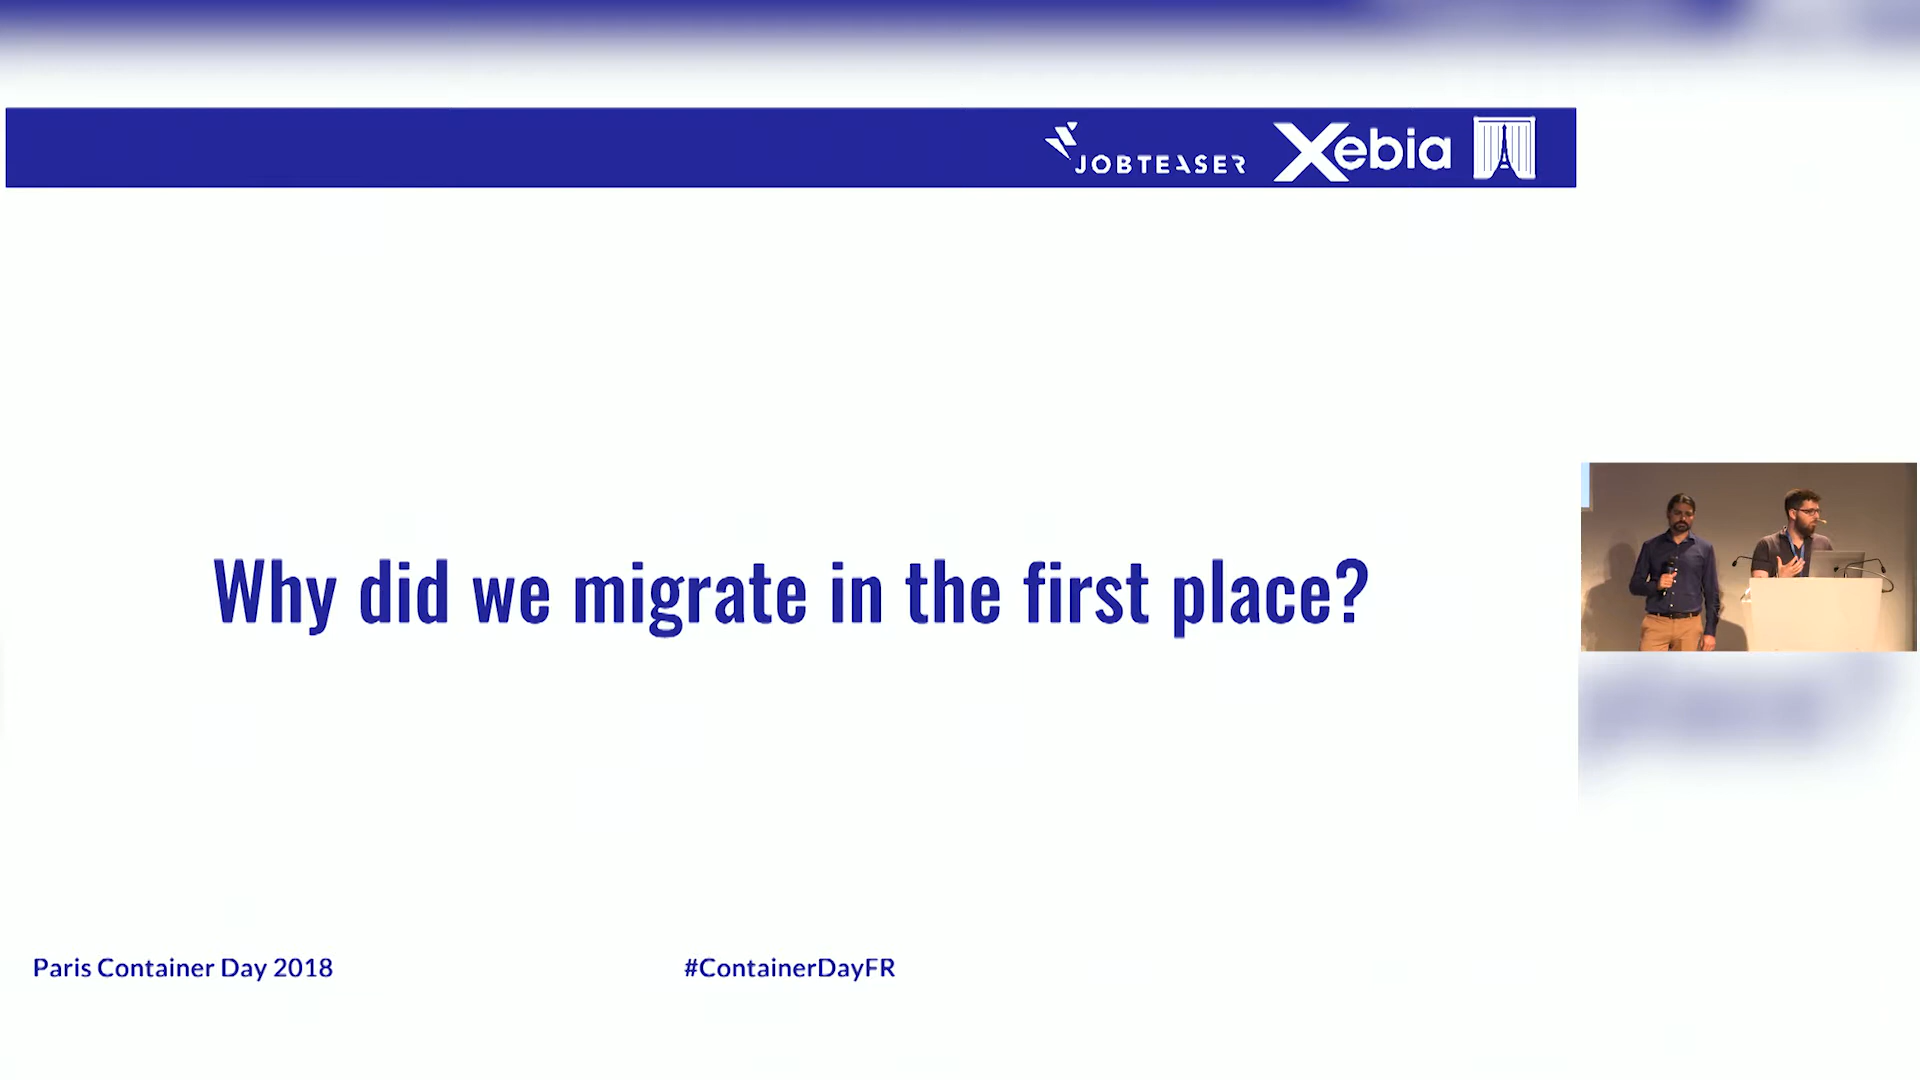 JOBTEASER Xebia
Why did we migrate in the first place?
Paris Container Day 2018 #ContainerDayFR